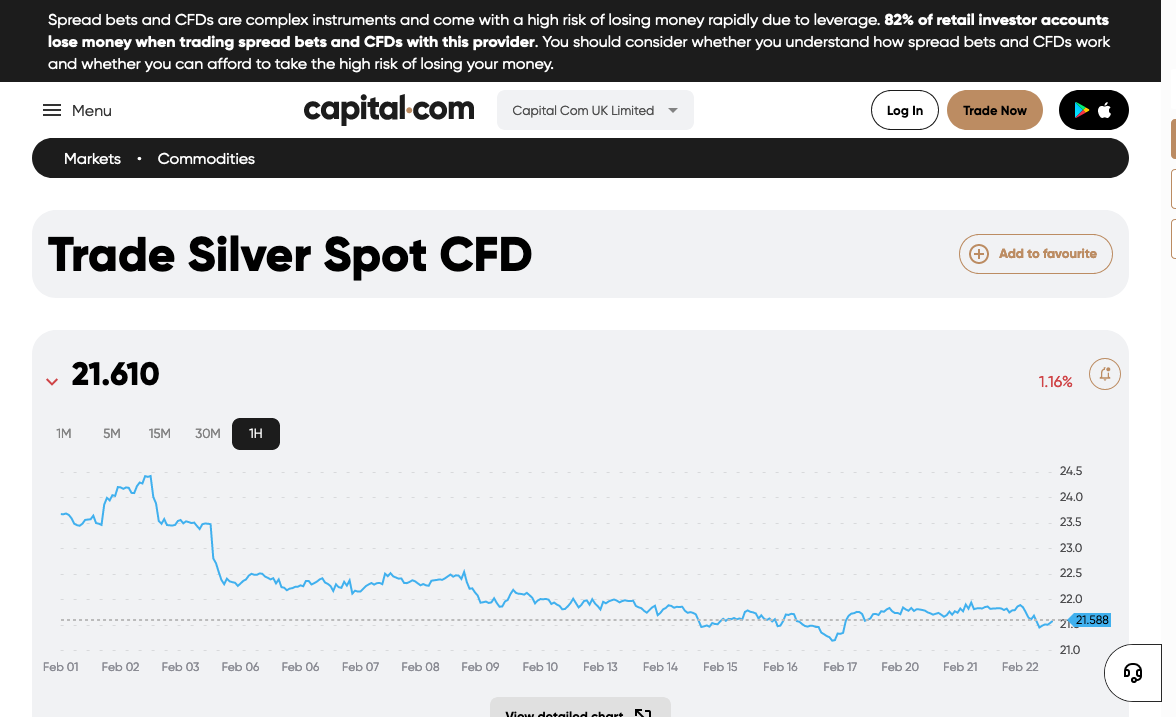 Spread bets and CFDs are complex instruments and come with a high risk of losing money rapidly due to leverage. 82% of retail investor accounts
lose money when trading spread bets and CFDs with this provider. You should consider whether you understand how spread bets and CFDs work
and whether you can afford to take the high risk of losing your money.
Menu
capital.com
Capital Com UK Limited
Log In
Trade Now
Markets • Commodities
Trade Silver Spot CFD
Add to favourite
21.610
1.16%
1M 5M 15M 30M 1H
24.5
24.0
23.5
23.0
22.5
22.0
21.588
21.0
Feb 01 Feb 02 Feb 03 Feb 06 Feb 06 Feb 07 Feb 08 Feb 09 Feb 10 Feb 13 Feb 14 Feb 15 Feb 16 Feb 17 Feb 20 Feb 21 Feb 22
View detailed chart